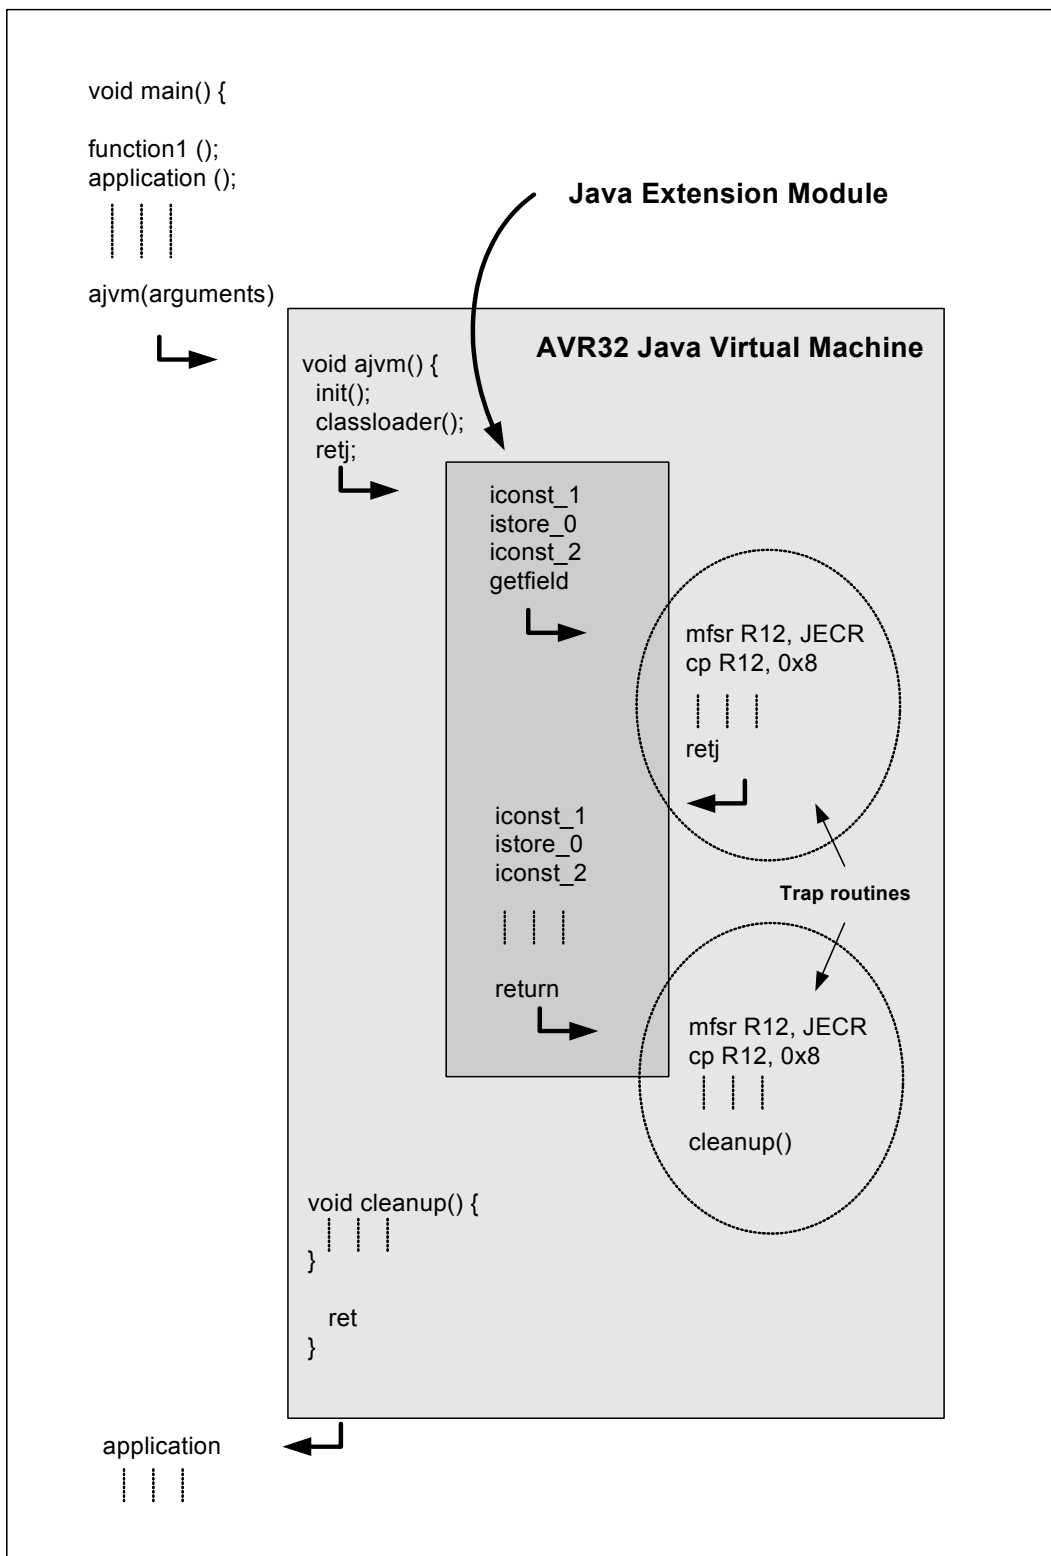 void main() {
function1 ();
application ();
Java Extension Module
ajvm(arguments)
AVR32 Java Virtual Machine
void ajvm() {
init();
classloader();
retj;
iconst_1
istore_0
iconst_2
getfield
mfsr R12, JECR
cp R12, 0x8
retj
iconst_1
istore_0
iconst_2
Trap routines
return
mfsr R12, JECR
cp R12, 0x8
cleanup()
void cleanup() {
}
ret
}
application